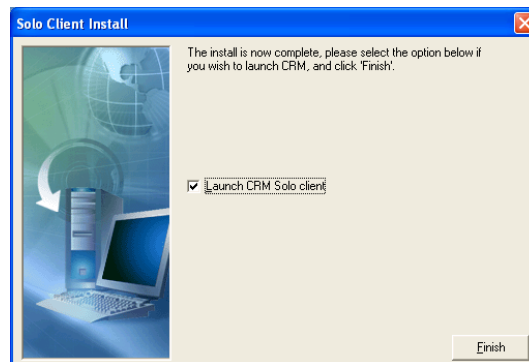 Solo Client Install
The install is now complete, please select the option below if
you wish to launch CRM, and click 'Finish'.
Launch CRM Solo client
Finish